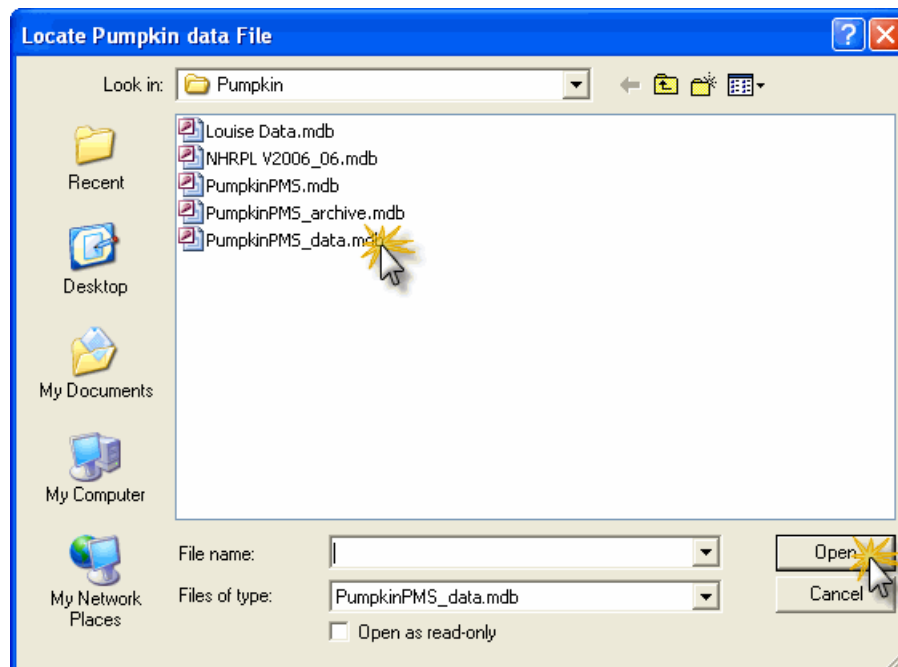 Locate Pumpkin data File
Look in: Pumpkin
Louise Data.mdb
NHRPL V2006_06.mdb
PumpkinPMS.mdb
PumpkinPMS_archive.mdb
PumpkinPMS_data.mdb
Recent
Desktop
My Documents
My Computer
My Network
Places
File name:
Open
Files of type: PumpkinPMS_data.mdb
Cancel
Open as read-only